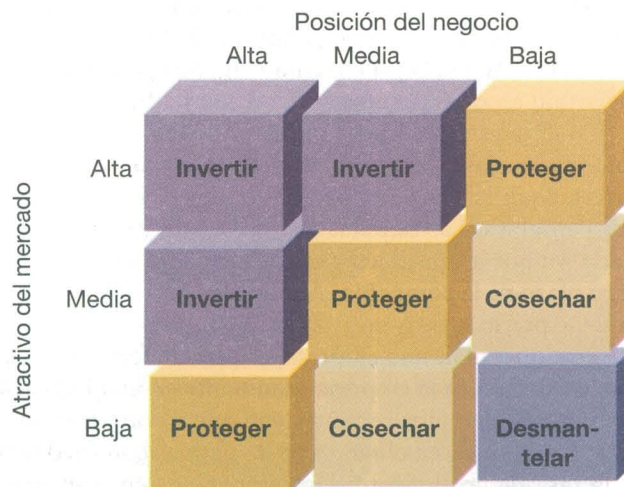 Posición del negocio
Alta Media Baja
Atractivo del mercado
Alta Invertir Invertir Proteger
Media Invertir Proteger Cosechar
Baja Proteger Cosechar Desman-
telar